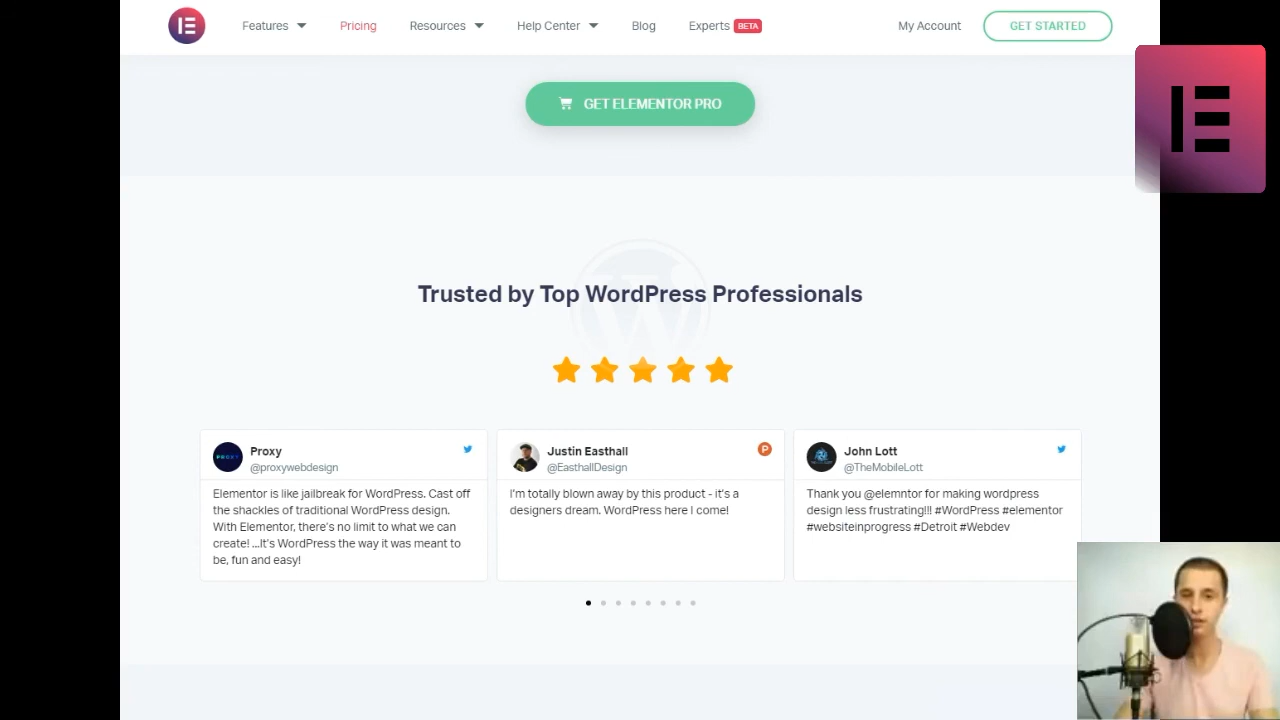 Features Pricing Resources Help Center Blog Experts BETA My Account GET STARTED
GET ELEMENTOR PRO
Trusted by Top WordPress Professionals
Proxy
@proxywebdesign
Elementor is like jailbreak for WordPress. Cast off
the shackles of traditional WordPress design.
With Elementor, there's no limit to what we can
create! ...It's WordPress the way it was meant to
be, fun and easy!
Justin Easthall
@EasthallDesign
I'm totally blown away by this product - it's a
designers dream. WordPress here I come!
John Lott
@TheMobileLott
Thank you @elemntor for making wordpress
design less frustrating!!! #WordPress #elementor
#websiteinprogress #Detroit #Webdev